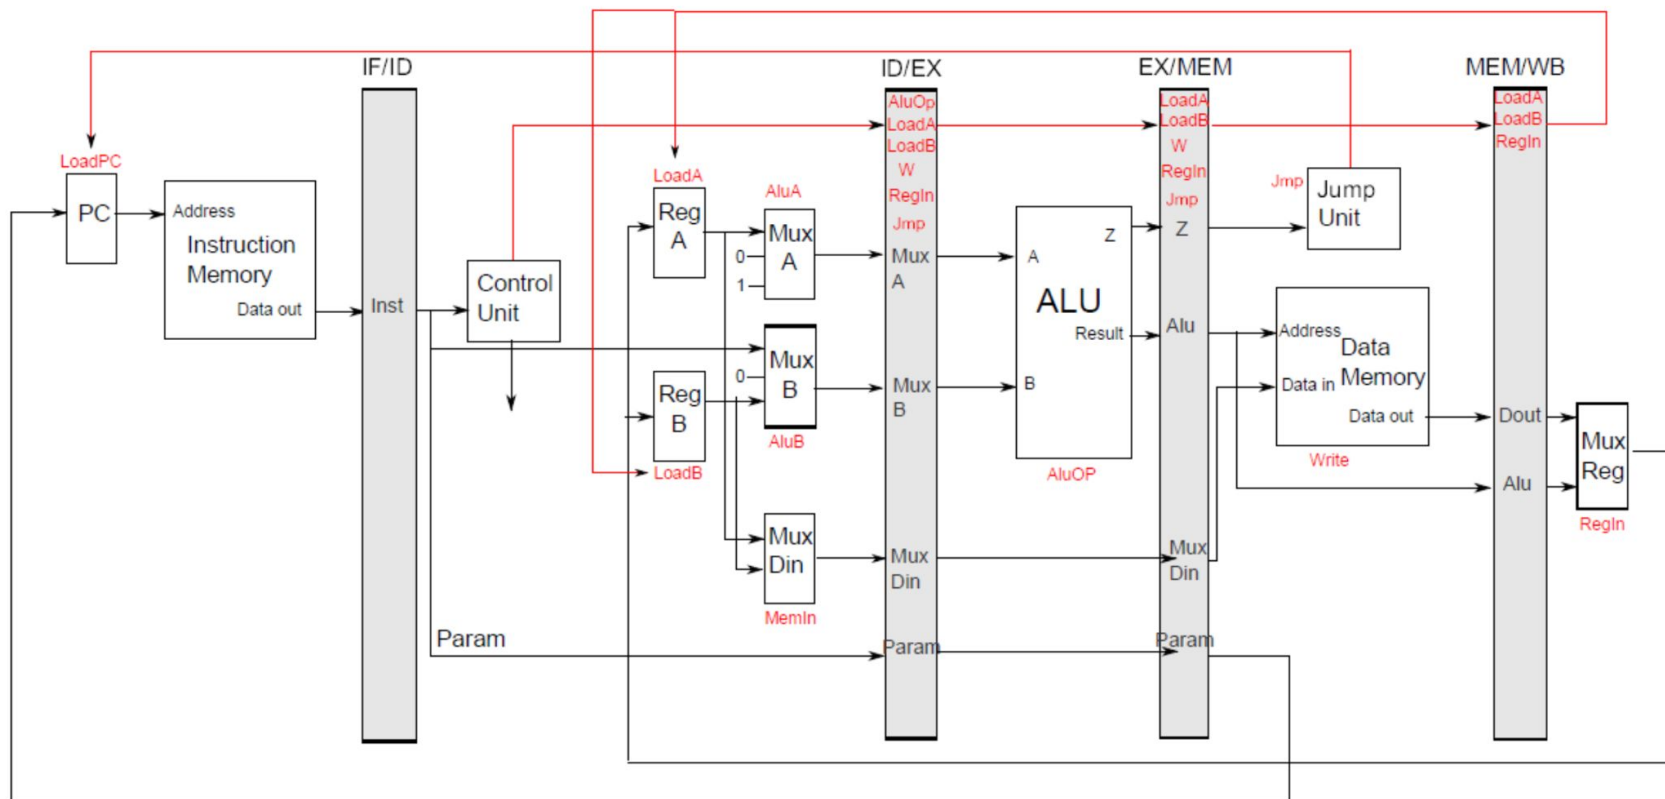 IF/ID
ID/EX
EX/MEM
MEM/WB
LoadPC
PC
Address
Instruction
Memory
Data out
Inst
Control
Unit
Param
LoadA
Reg
A
Reg
B
LoadB
AluA
Mux
A
0
1
Mux
B
0
AluB
Mux
Din
MemIn
AluOp
LoadA
LoadB
W
RegIn
Jmp
Mux
A
Mux
B
Mux
Din
Param
A
B
Z
ALU
Result
AluOP
LoadA
LoadB
W
RegIn
Jmp
Z
Alu
Mux
Din
Param
Jmp
Jump
Unit
Address
Data
Memory
Data in
Data out
Write
LoadA
LoadB
RegIn
Dout
Alu
Mux
Reg
RegIn